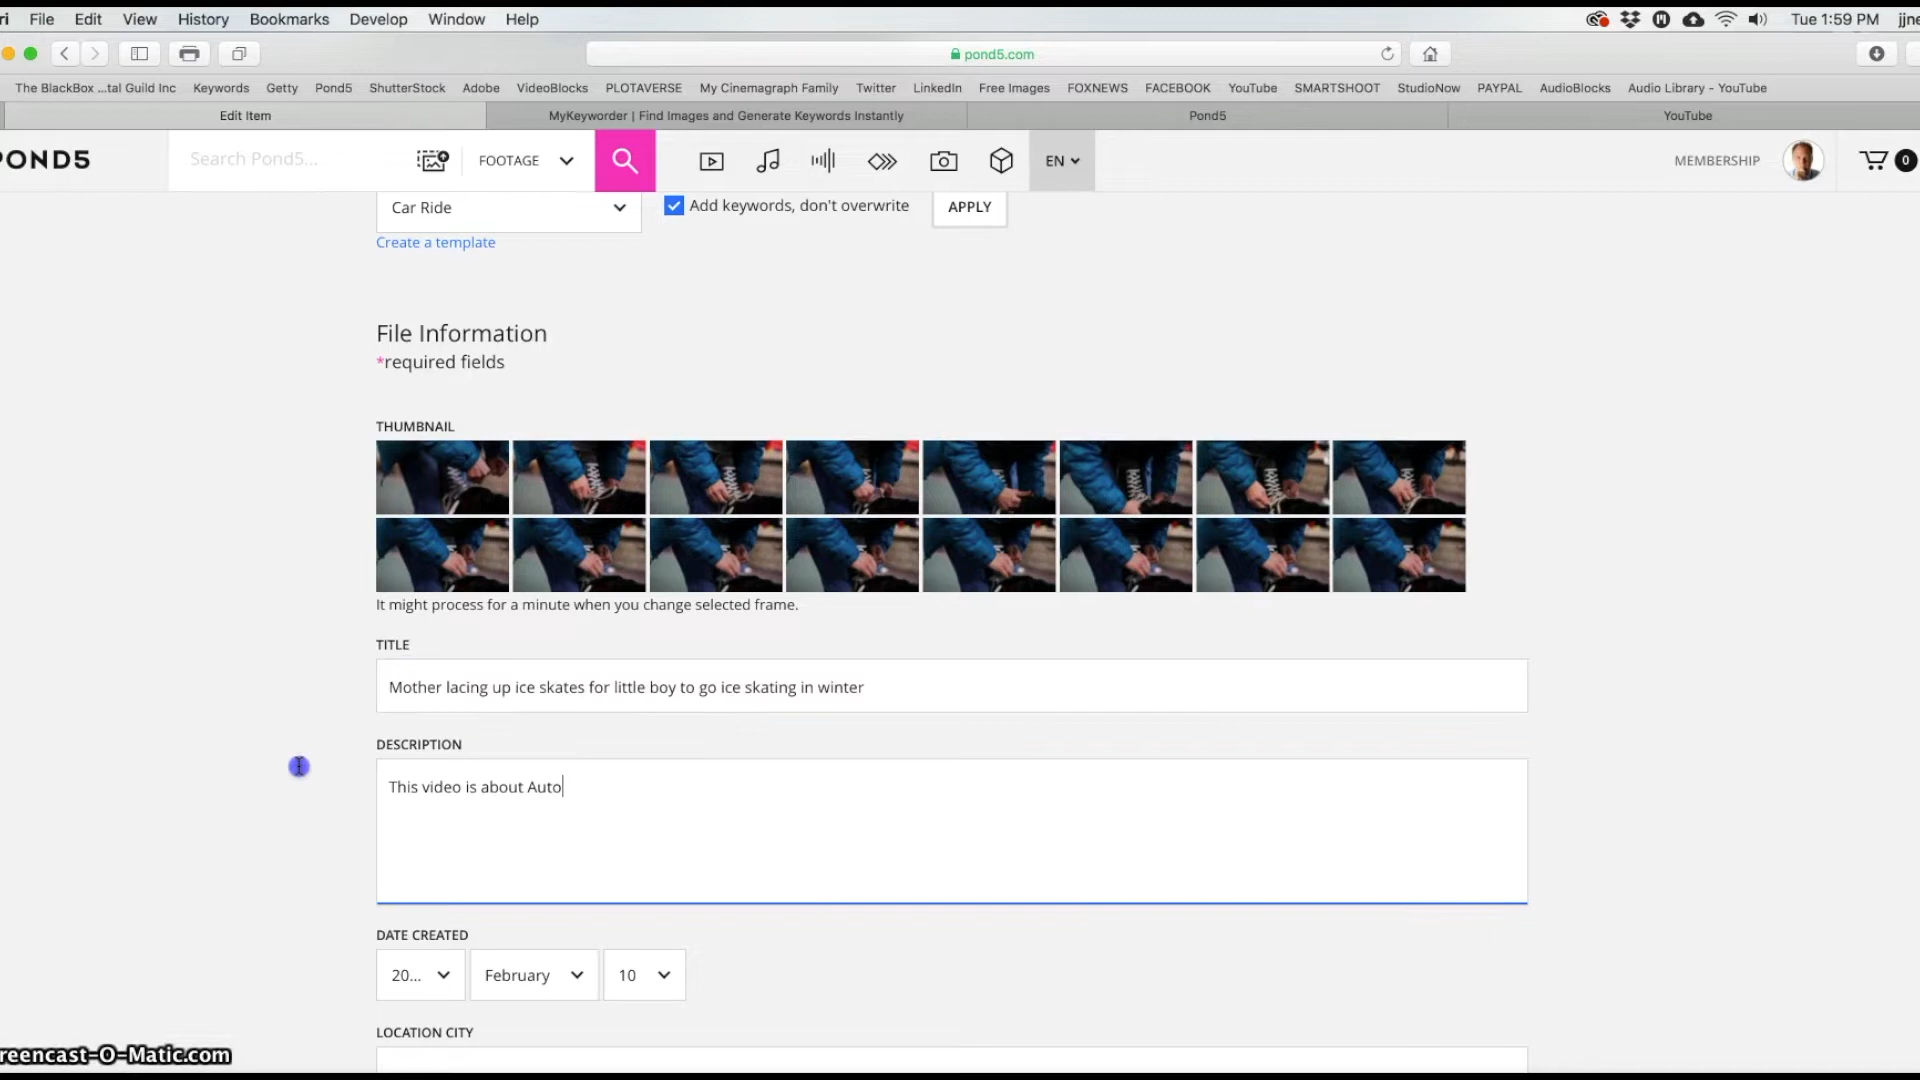 ri File Edit View History Bookmarks Develop Window Help Tue 1:59 PM jjne
pond5.com
The BlackBox ...tal Guild Inc Keywords Getty Pond5 ShutterStock Adobe VideoBlocks PLOTAVERSE My Cinemagraph Family Twitter LinkedIn Free Images FOXNEWS FACEBOOK YouTube SMARTSHOOT StudioNow PAYPAL AudioBlocks Audio Library - YouTube
Edit Item MyKeyworder | Find Images and Generate Keywords Instantly Pond5 YouTube
POND5 Search Pond5... FOOTAGE EN MEMBERSHIP 0
Car Ride Add keywords, don't overwrite APPLY
Create a template
File Information
*required fields
THUMBNAIL
It might process for a minute when you change selected frame.
TITLE
Mother lacing up ice skates for little boy to go ice skating in winter
DESCRIPTION
This video is about Auto
DATE CREATED
20... February 10
LOCATION CITY
reencast-O-Matic.com